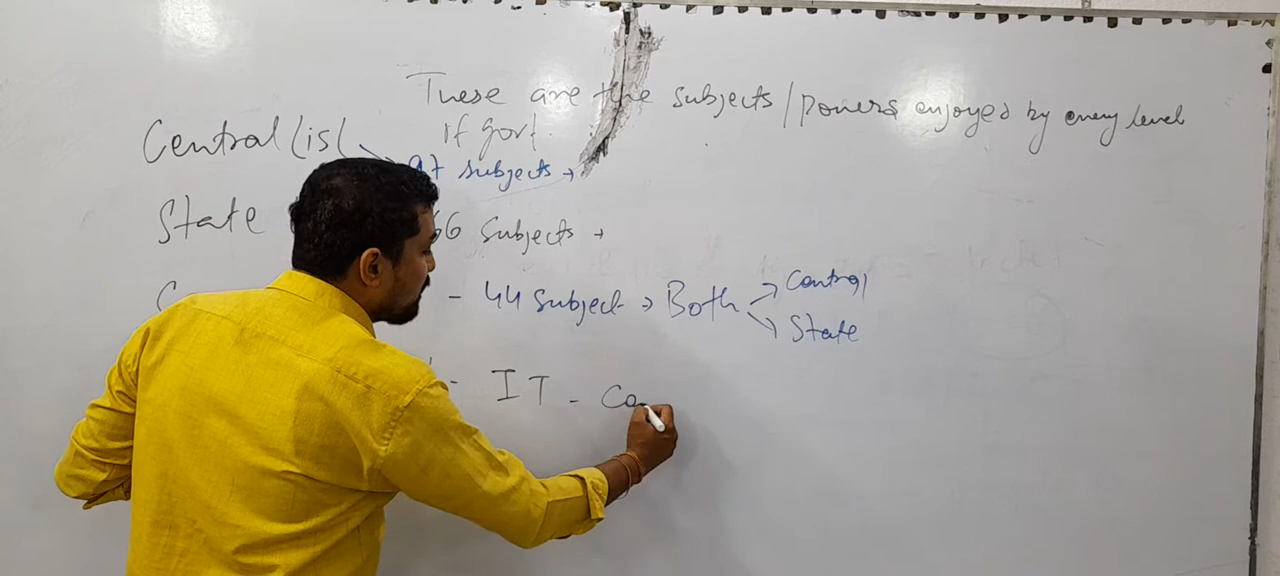 These are the subjects/Powers enjoyed by every level
If govt.
Central list
97 subjects →
State
66 Subjects →
- 44 Subject → Both → Central
→ State
- IT - Co